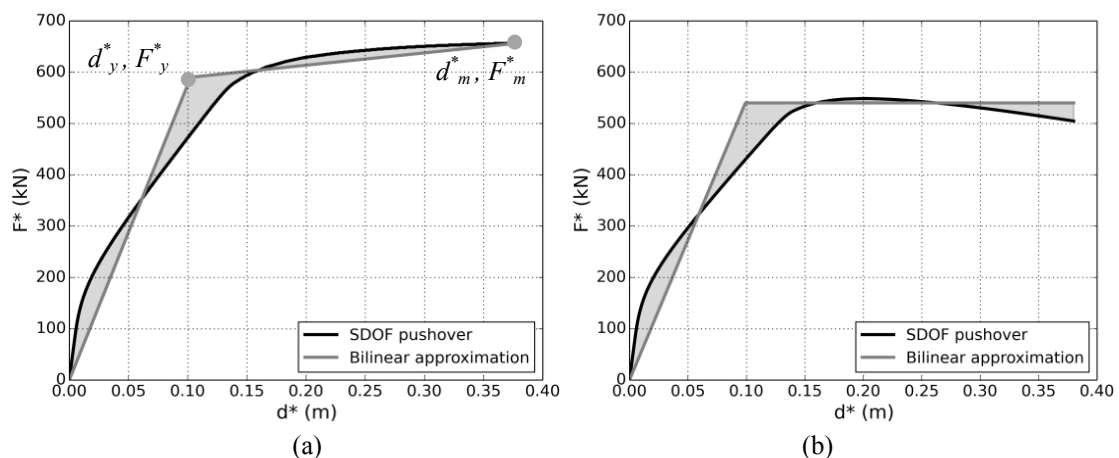 700
600
500
400
300
200
100
0
0.00 0.05 0.10 0.15 0.20 0.25 0.30 0.35 0.40
F* (kN)
d* (m)
d*y, F*y
d*m, F*m
SDOF pushover
Bilinear approximation
(a)
700
600
500
400
300
200
100
0
0.00 0.05 0.10 0.15 0.20 0.25 0.30 0.35 0.40
F* (kN)
d* (m)
SDOF pushover
Bilinear approximation
(b)